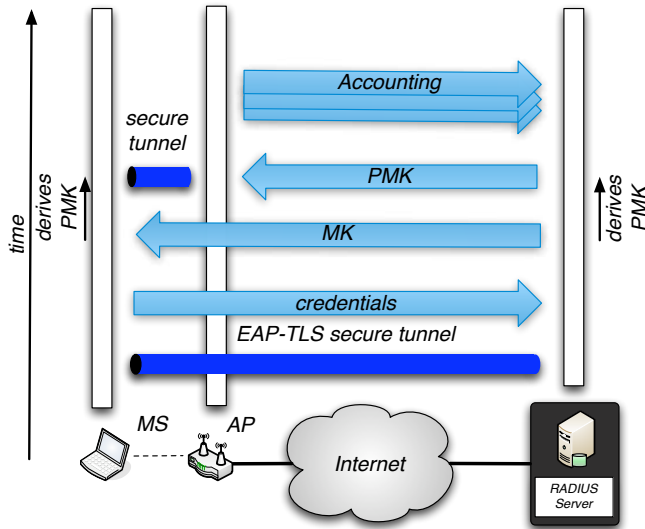 Accounting
secure
tunnel
PMK
time
derives
PMK
derives
PMK
MK
credentials
EAP-TLS secure tunnel
MS
AP
Internet
RADIUS
Server